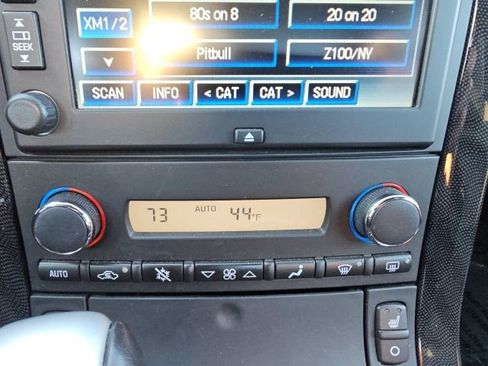 XM1/2
80s on 8
20 on 20
SEEK
Pitbull
Z100/NY
SCAN
INFO
< CAT
CAT >
SOUND
73
AUTO
44°F
AUTO